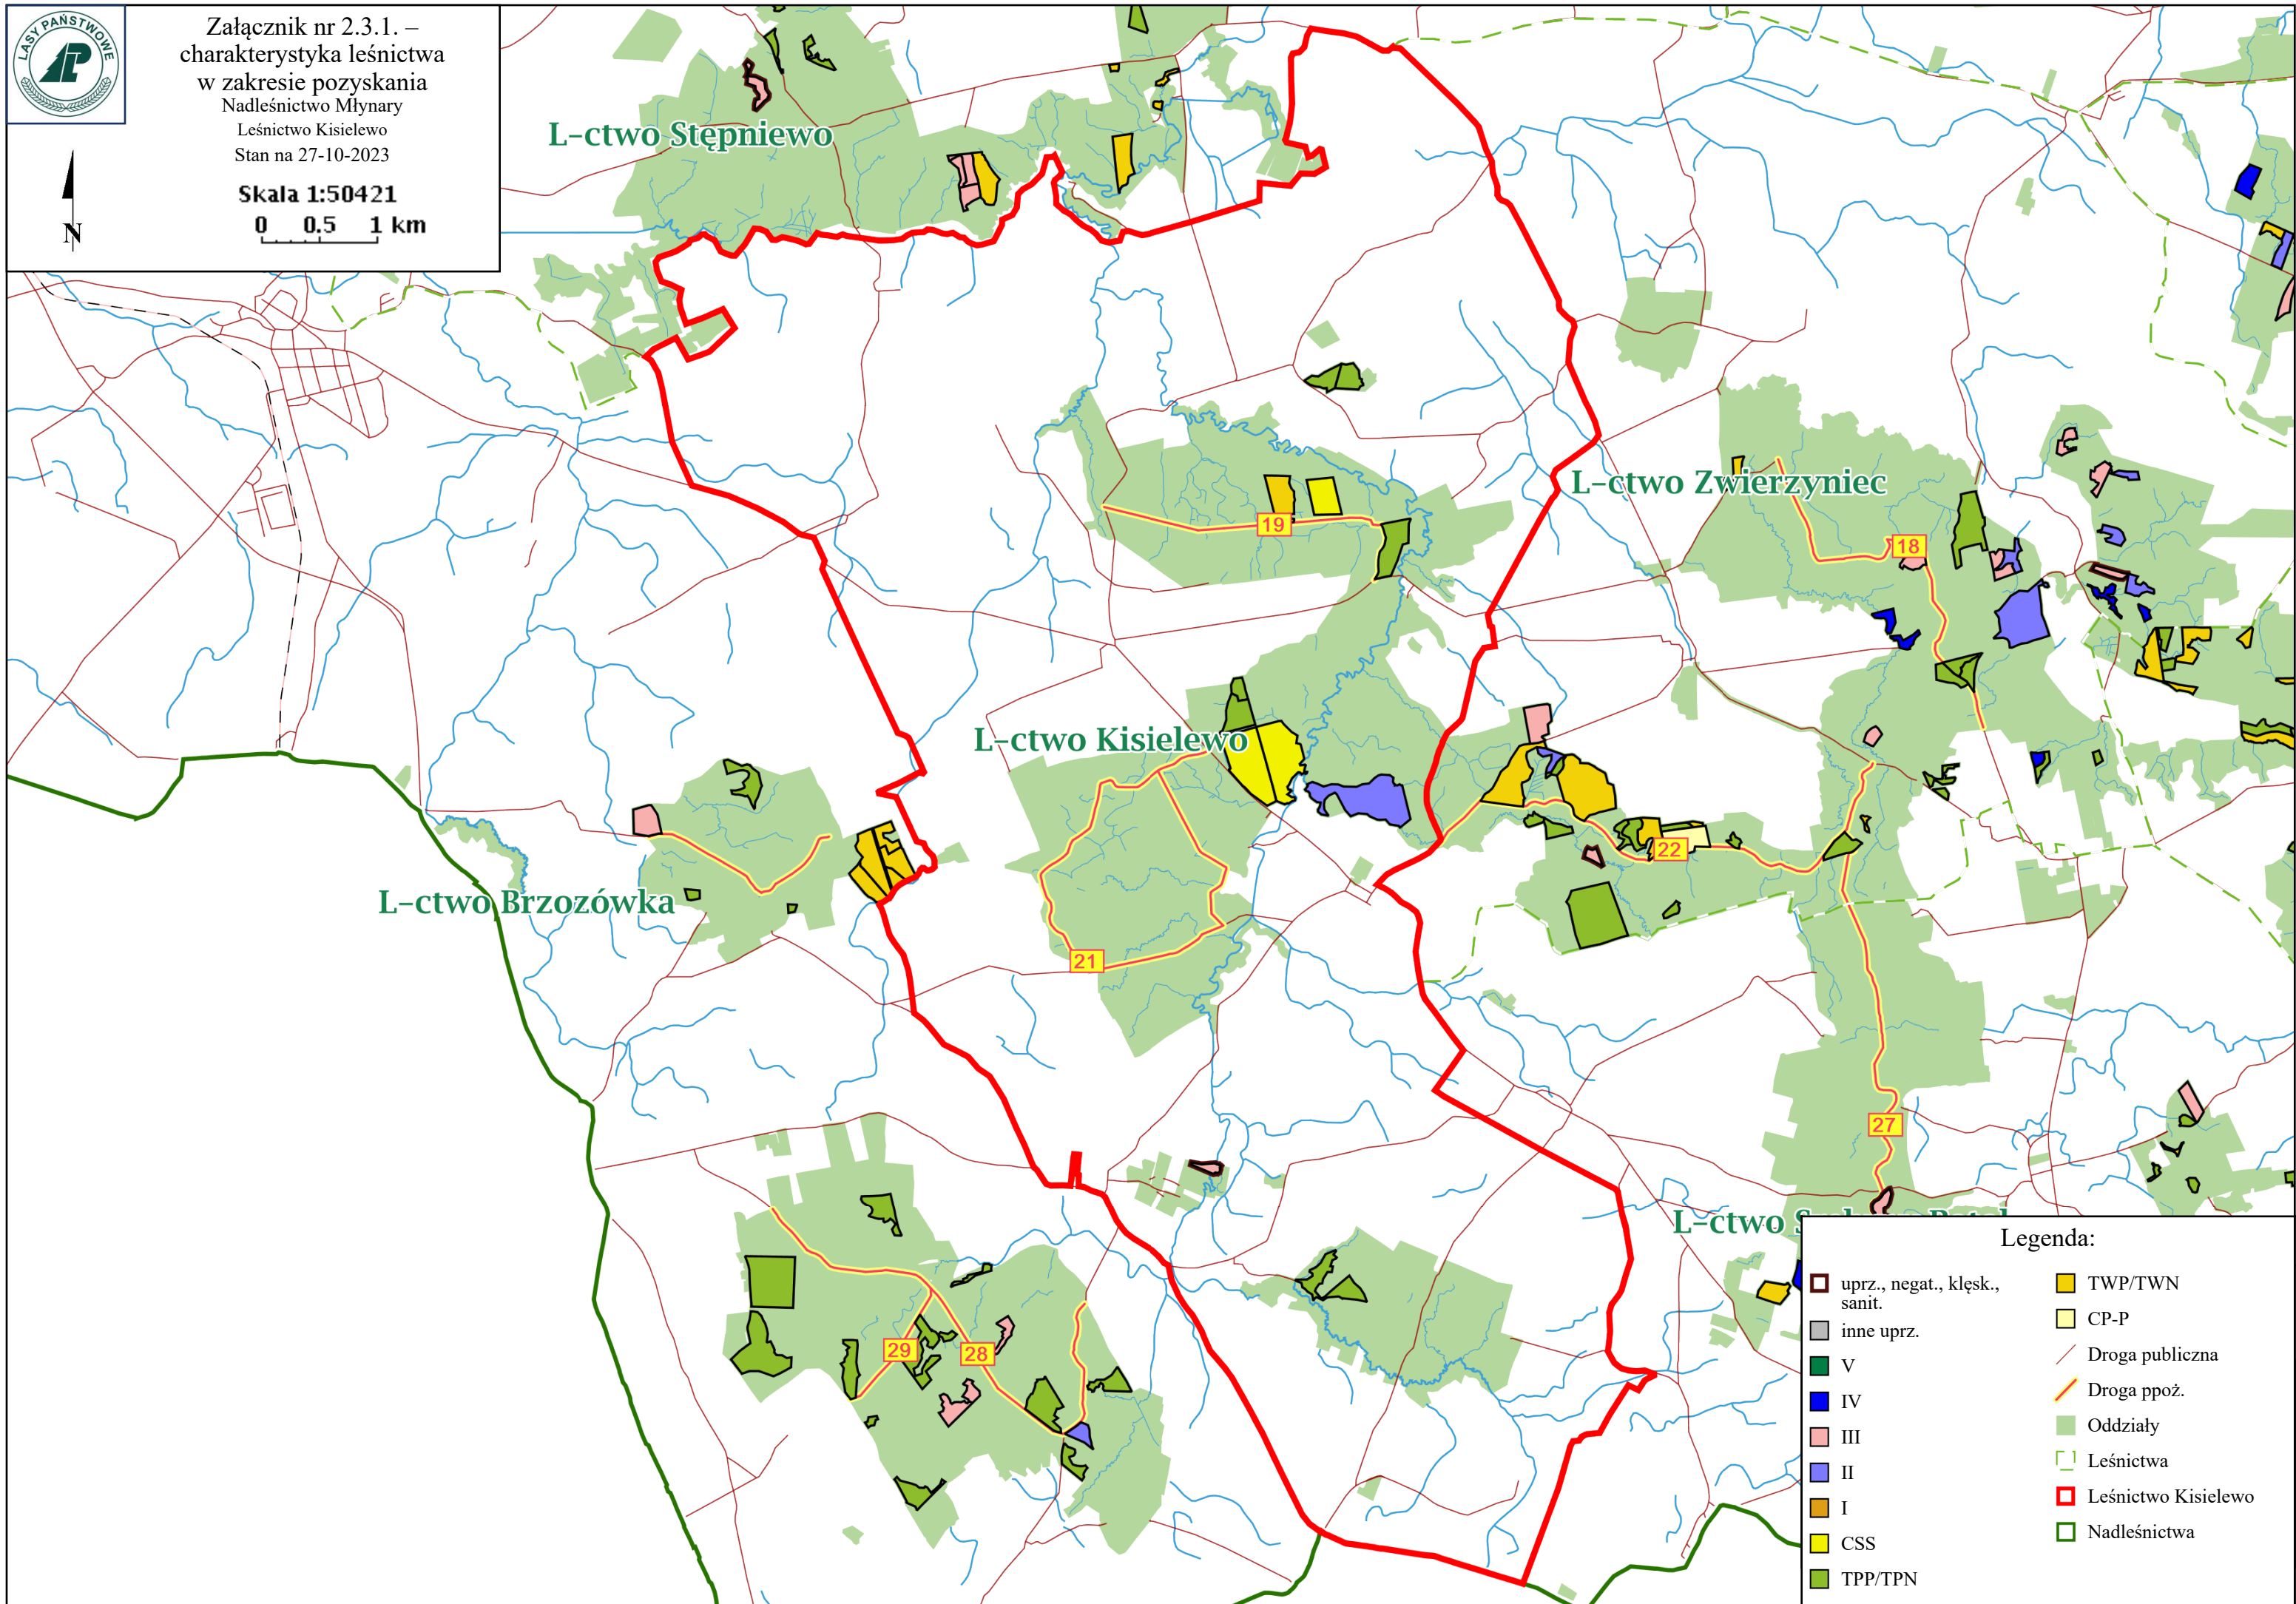 LASY PAŃSTWOWE
Załącznik nr 2.3.1. –
charakterystyka leśnictwa
w zakresie pozyskania
Nadleśnictwo Młynary
Leśnictwo Kisielewo
Stan na 27-10-2023
Skala 1:50421
0 0.5 1 km
N
L-ctwo Stępniewo
L-ctwo Zwierzyniec
19
18
L-ctwo Kisielewo
22
L-ctwo Brzozówka
21
27
L-ctwo
29
28
Legenda:
uprz., negat., klęsk.,
sanit.
inne uprz.
V
IV
III
II
I
CSS
TPP/TPN
TWP/TWN
CP-P
Droga publiczna
Droga ppoż.
Oddziały
Leśnictwa
Leśnictwo Kisielewo
Nadleśnictwa